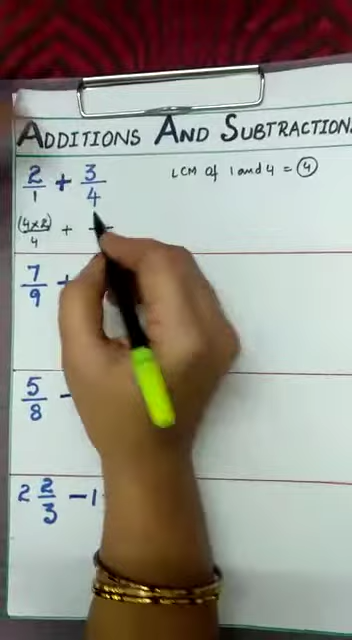 ADDITIONS AND SUBTRACTION
2/1 + 3/4
LCM of 1 and 4 = 4
(4×2)/4 +
7/9 +
5/8 -
2 2/3 - 1